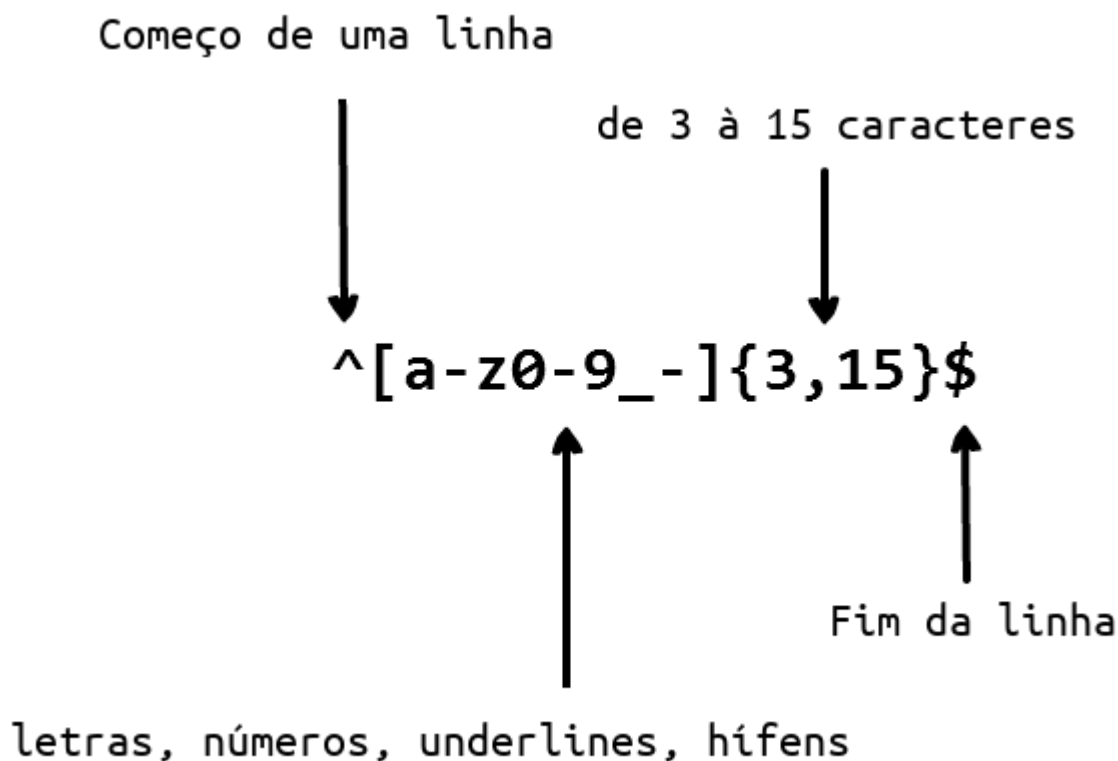 Começo de uma linha
de 3 à 15 caracteres
^[a-z0-9_-]{3,15}$
Fim da linha
letras, números, underlines, hífens